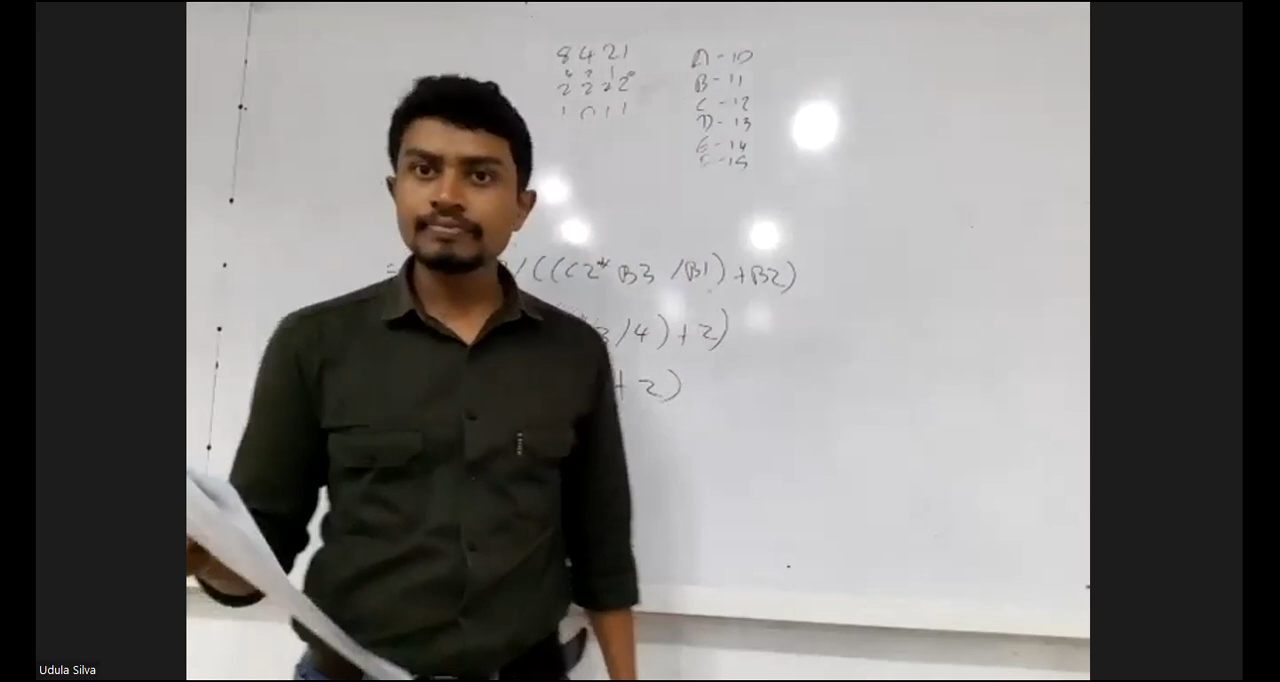 8 4 2 1
2³ 2² 2¹ 2⁰
1 0 1 1
A - 10
B - 11
C - 12
D - 13
E - 14
F - 15
/(((C2* B3 /B1)+B2)
3/4)+2)
+ 2)
Udula Silva